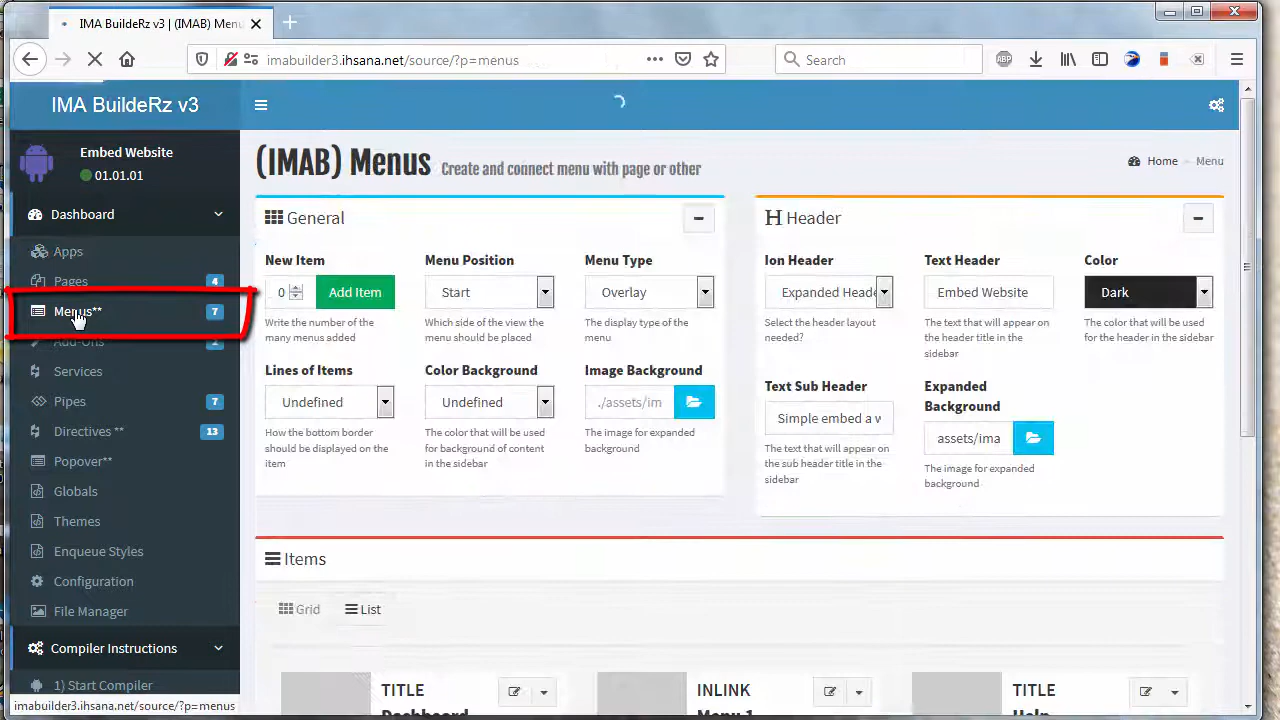 IMA BuildeRz v3 | (IMAB) Menu
imabuilder3.ihsana.net/source/?p=menus
Search
ABP
IMA BuildeRz v3
Embed Website
01.01.01
Dashboard
Apps
Pages 4
Menus** 7
Add-Ons 2
Services
Pipes 7
Directives ** 13
Popover**
Globals
Themes
Enqueue Styles
Configuration
File Manager
Compiler Instructions
1) Start Compiler
imabuilder3.ihsana.net/source/?p=menus
(IMAB) Menus Create and connect menu with page or other
Home
Menu
General
New Item
0 Add Item
Write the number of the
many menus added
Menu Position
Start
Which side of the view the
menu should be placed
Menu Type
Overlay
The display type of the
menu
Lines of Items
Undefined
How the bottom border
should be displayed on the
item
Color Background
Undefined
The color that will be used
for background of content
in the sidebar
Image Background
./assets/im
The image for expanded
background
Header
Ion Header
Expanded Heade
Select the header layout
needed?
Text Header
Embed Website
The text that will appear on
the header title in the
sidebar
Color
Dark
The color that will be used
for the header in the sidebar
Text Sub Header
Simple embed a w
The text that will appear on
the sub header title in the
sidebar
Expanded
Background
assets/ima
The image for expanded
background
Items
Grid
List
TITLE
Dashboard
INLINK
Menu 1
TITLE
Help